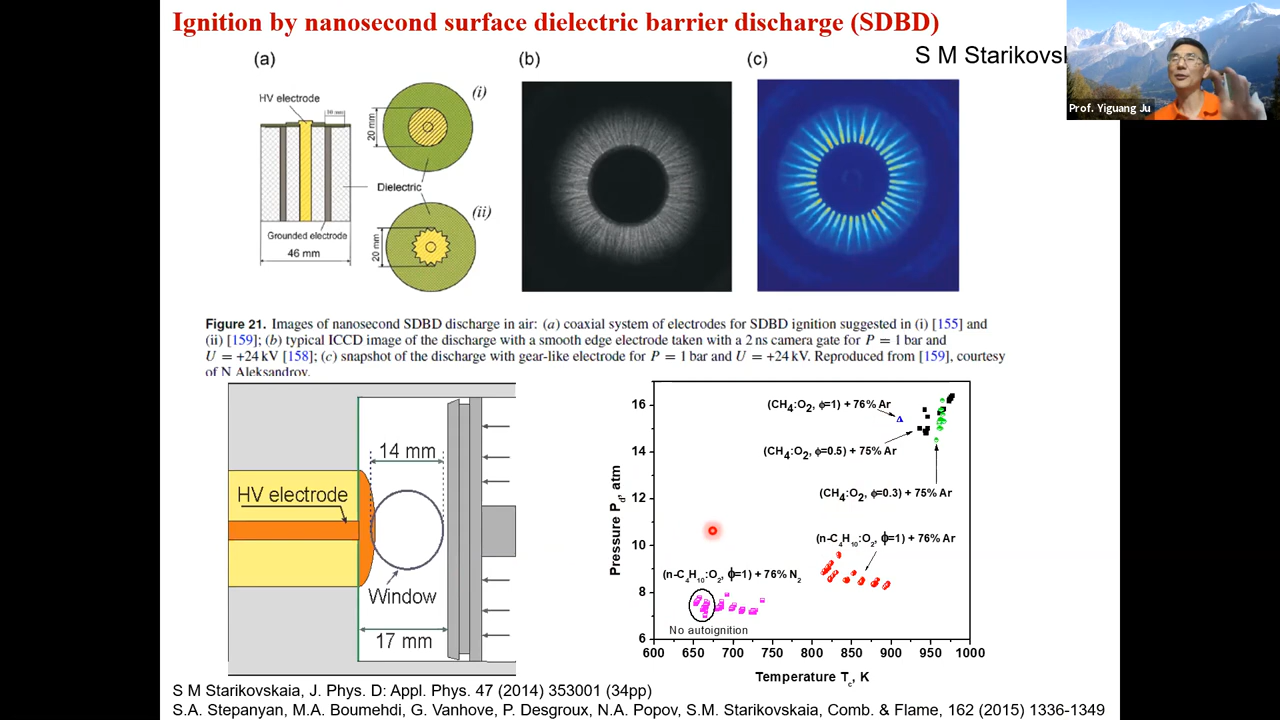 Ignition by nanosecond surface dielectric barrier discharge (SDBD)
S M Starikovsk
Prof. Yiguang Ju
(a)
(b)
(c)
HV electrode
(i)
20 mm
Dielectric
(ii)
20 mm
Grounded electrode
46 mm
Figure 21. Images of nanosecond SDBD discharge in air: (a) coaxial system of electrodes for SDBD ignition suggested in (i) [155] and
(ii) [159]; (b) typical ICCD image of the discharge with a smooth edge electrode taken with a 2 ns camera gate for P = 1 bar and
U = +24 kV [158]; (c) snapshot of the discharge with gear-like electrode for P = 1 bar and U = +24 kV. Reproduced from [159], courtesy
of N Aleksandrov.
14 mm
HV electrode
Window
17 mm
Pressure Pd, atm
16
14
12
10
8
6
(CH4:O2, ϕ=1) + 76% Ar
(CH4:O2, ϕ=0.5) + 75% Ar
(CH4:O2, ϕ=0.3) + 75% Ar
(n-C4H10:O2, ϕ=1) + 76% Ar
(n-C4H10:O2, ϕ=1) + 76% N2
No autoignition
600 650 700 750 800 850 900 950 1000
Temperature Tc, K
S M Starikovskaia, J. Phys. D: Appl. Phys. 47 (2014) 353001 (34pp)
S.A. Stepanyan, M.A. Boumehdi, G. Vanhove, P. Desgroux, N.A. Popov, S.M. Starikovskaia, Comb. & Flame, 162 (2015) 1336-1349